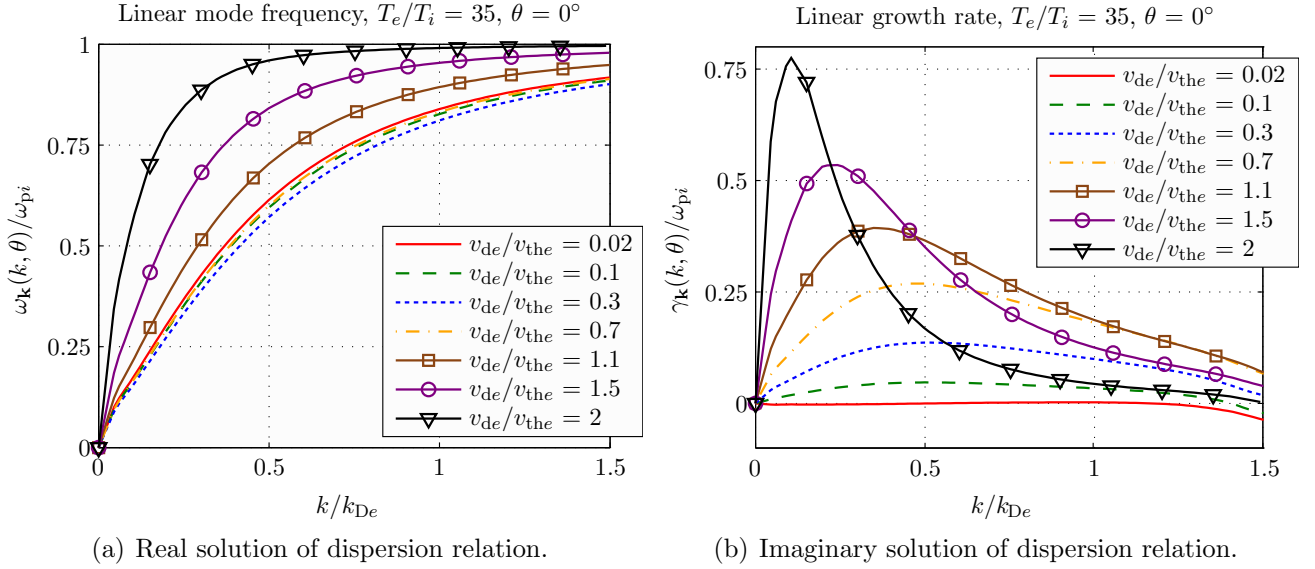 Linear mode frequency, T_e/T_i = 35, θ = 0°
1
0.75
0.5
0.25
0
ω_k(k, θ)/ω_pi
v_de/v_the = 0.02
v_de/v_the = 0.1
v_de/v_the = 0.3
v_de/v_the = 0.7
v_de/v_the = 1.1
v_de/v_the = 1.5
v_de/v_the = 2
0 0.5 1 1.5
k/k_De
(a) Real solution of dispersion relation.
Linear growth rate, T_e/T_i = 35, θ = 0°
0.75
0.5
0.25
0
γ_k(k, θ)/ω_pi
v_de/v_the = 0.02
v_de/v_the = 0.1
v_de/v_the = 0.3
v_de/v_the = 0.7
v_de/v_the = 1.1
v_de/v_the = 1.5
v_de/v_the = 2
0 0.5 1 1.5
k/k_De
(b) Imaginary solution of dispersion relation.